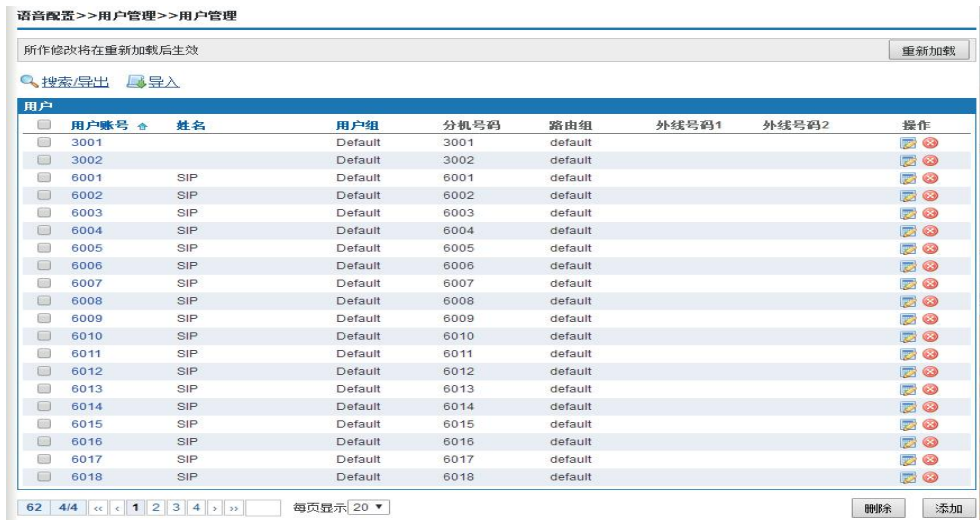 语音配置>>用户管理>>用户管理
所作修改将在重新加载后生效 重新加载
搜索/导出 导入
用户
用户账号 姓名 用户组 分机号码 路由组 外线号码1 外线号码2 操作
3001 Default 3001 default
3002 Default 3002 default
6001 SIP Default 6001 default
6002 SIP Default 6002 default
6003 SIP Default 6003 default
6004 SIP Default 6004 default
6005 SIP Default 6005 default
6006 SIP Default 6006 default
6007 SIP Default 6007 default
6008 SIP Default 6008 default
6009 SIP Default 6009 default
6010 SIP Default 6010 default
6011 SIP Default 6011 default
6012 SIP Default 6012 default
6013 SIP Default 6013 default
6014 SIP Default 6014 default
6015 SIP Default 6015 default
6016 SIP Default 6016 default
6017 SIP Default 6017 default
6018 SIP Default 6018 default
62 4/4 ‹‹ ‹ 1 2 3 4 › ›› 每页显示 20 删除 添加